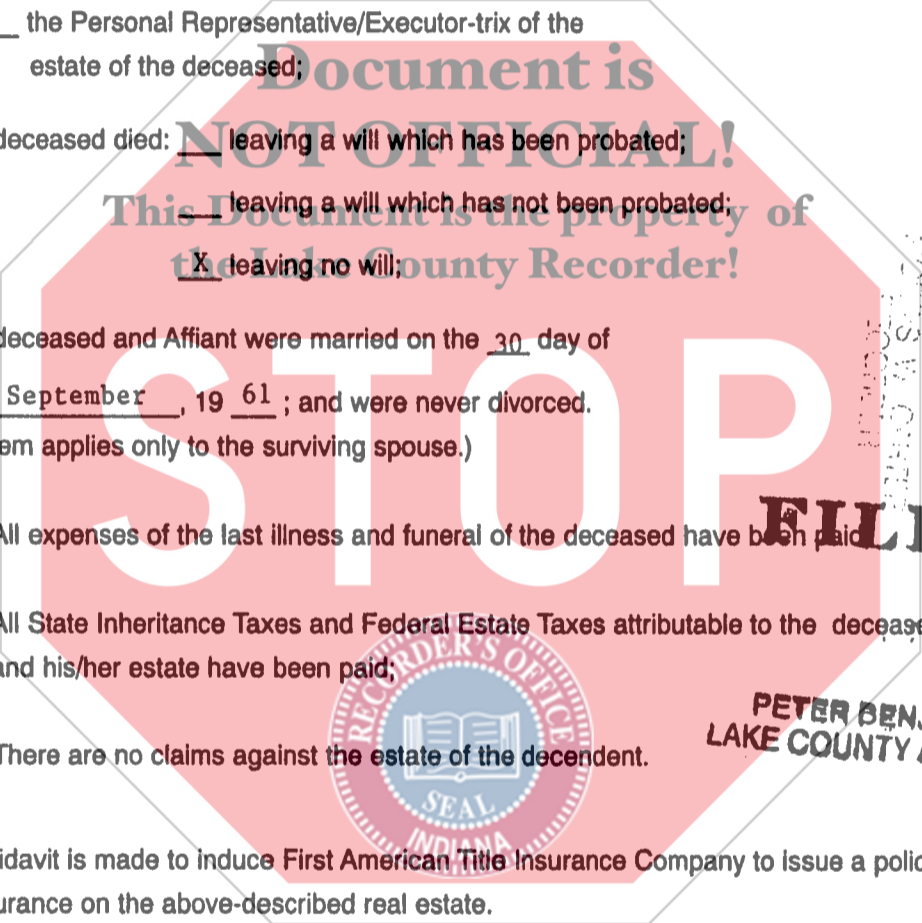 __ the Personal Representative/Executor-trix of the
estate of the deceased;
Document is
deceased died: ___ leaving a will which has been probated;
NOT OFFICIAL!
___ leaving a will which has not been probated;
This Document is the property of
_X_ leaving no will;
the Lake County Recorder!
deceased and Affiant were married on the _30_ day of
September, 19 61 ; and were never divorced.
em applies only to the surviving spouse.)
STOP
FIL
All expenses of the last illness and funeral of the deceased have been paid
All State Inheritance Taxes and Federal Estate Taxes attributable to the deceas
and his/her estate have been paid;
RECORDER'S OFFICE
PETER BEN
LAKE COUNTY
There are no claims against the estate of the decendent.
SEAL
INDIANA
idavit is made to induce First American Title Insurance Company to issue a polic
urance on the above-described real estate.